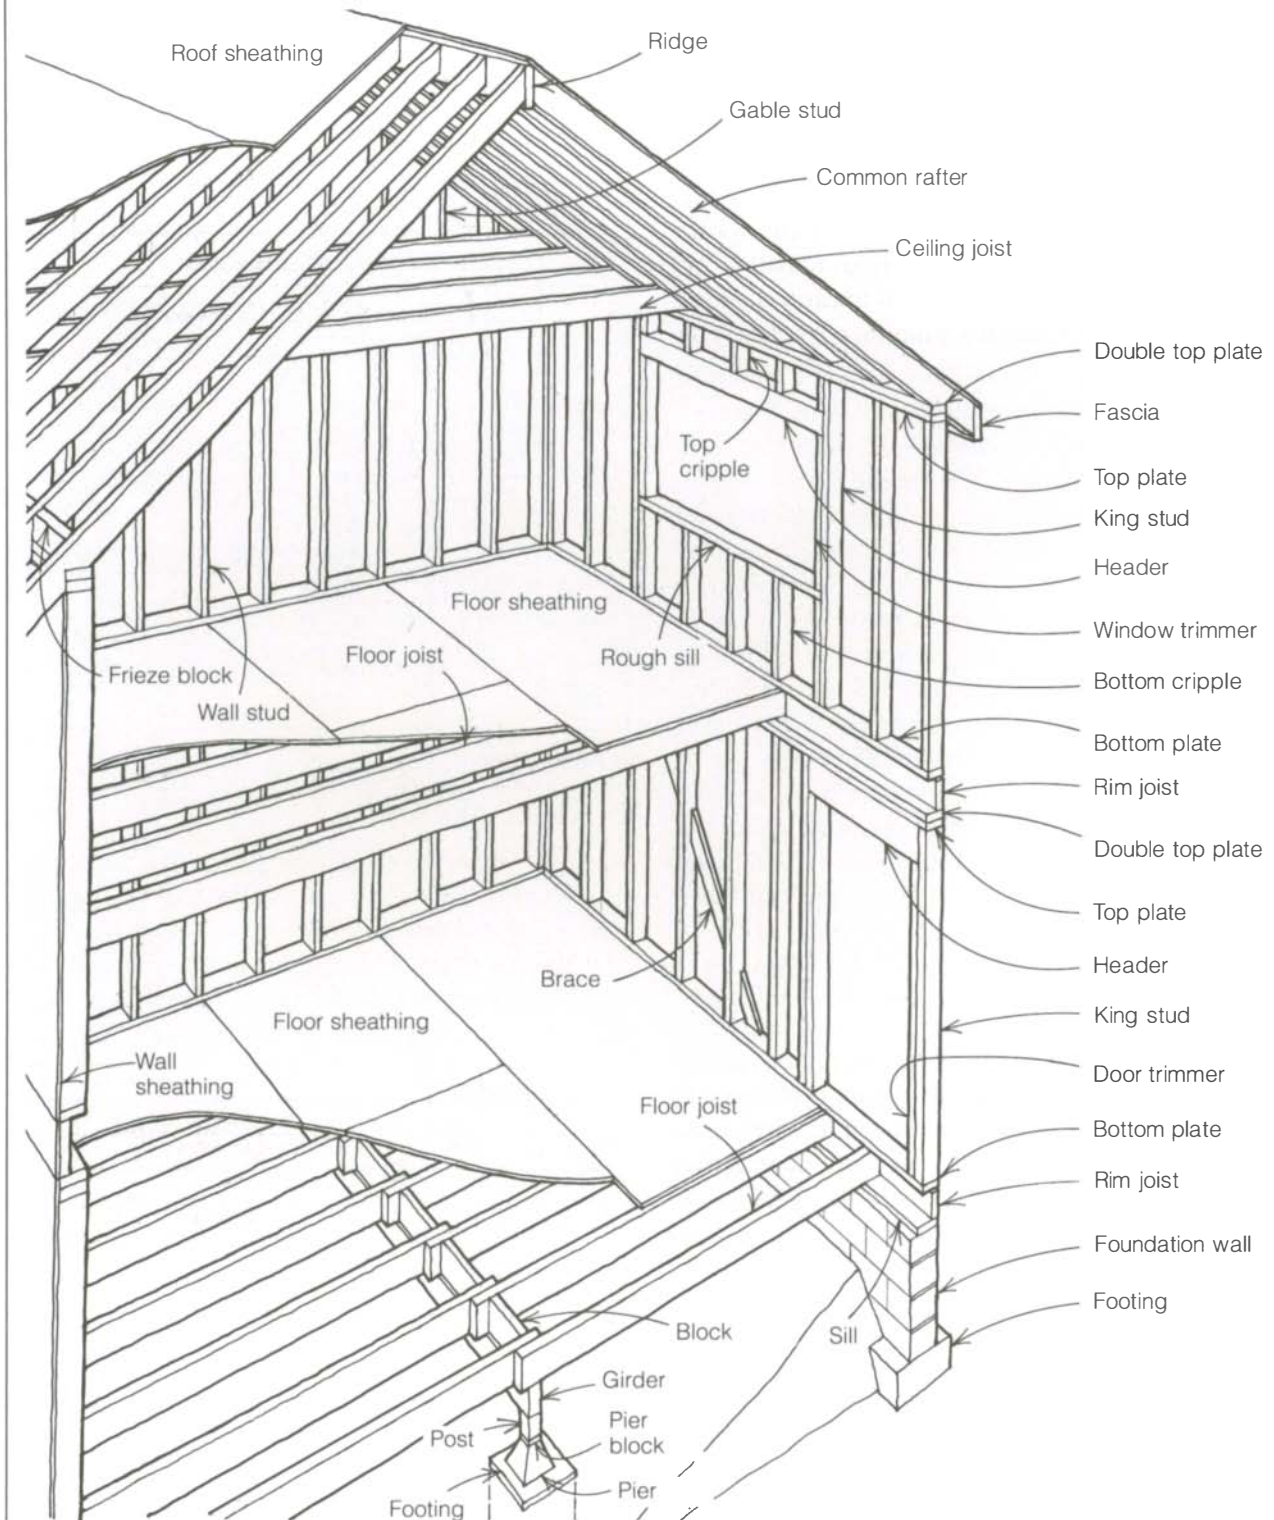 Roof sheathing
Ridge
Gable stud
Common rafter
Ceiling joist
Double top plate
Fascia
Top
cripple
Top plate
King stud
Header
Floor sheathing
Window trimmer
Floor joist
Rough sill
Frieze block
Bottom cripple
Wall stud
Bottom plate
Rim joist
Double top plate
Top plate
Header
Brace
King stud
Floor sheathing
Wall
sheathing
Door trimmer
Floor joist
Bottom plate
Rim joist
Foundation wall
Footing
Block
Sill
Girder
Post
Pier
block
Pier
Footing